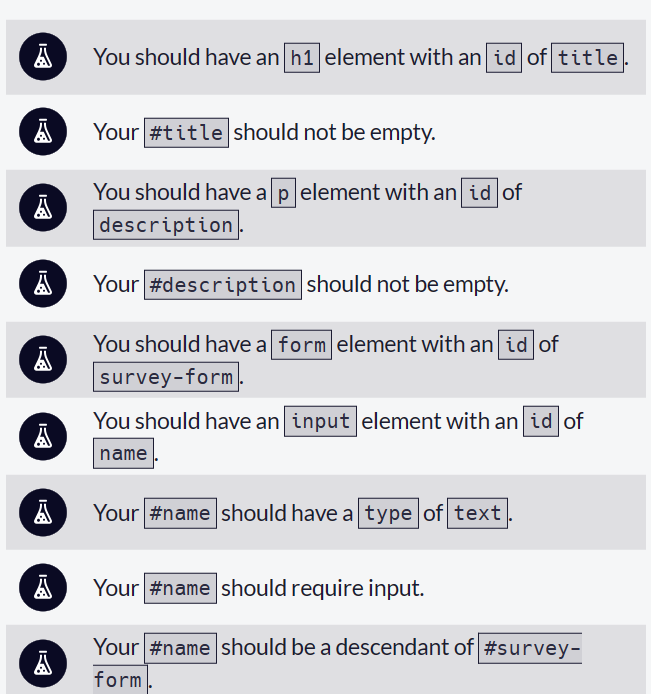 You should have an h1 element with an id of title.
Your #title should not be empty.
You should have a p element with an id of
description.
Your #description should not be empty.
You should have a form element with an id of
survey-form.
You should have an input element with an id of
name.
Your #name should have a type of text.
Your #name should require input.
Your #name should be a descendant of #survey-
form.